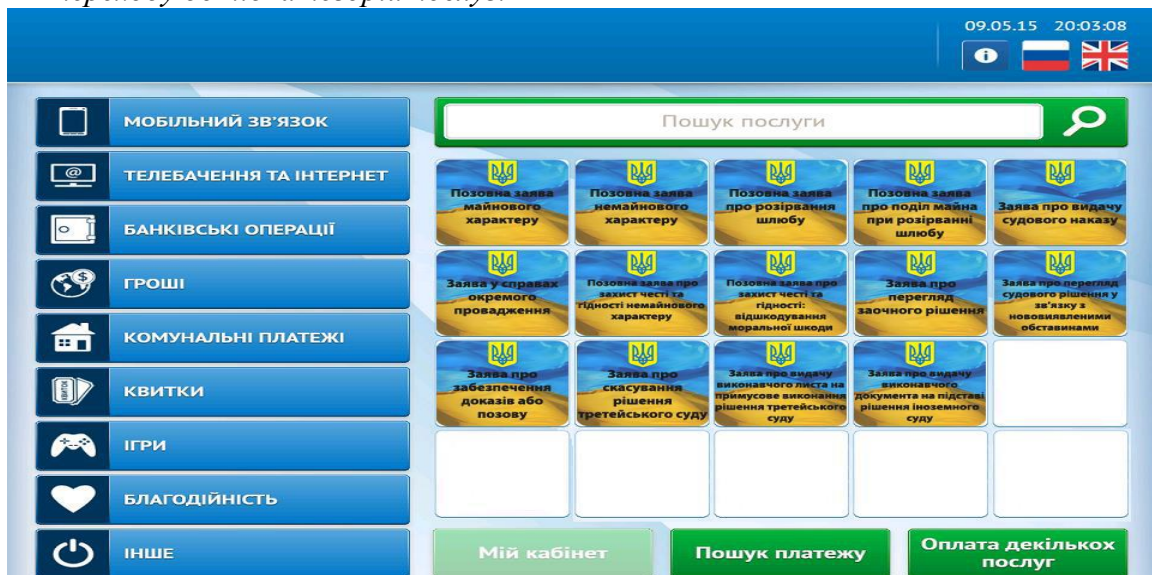 09.05.15 20:03:08
МОБІЛЬНИЙ ЗВ'ЯЗОК
ТЕЛЕБАЧЕННЯ ТА ІНТЕРНЕТ
БАНКІВСЬКІ ОПЕРАЦІЇ
ГРОШІ
КОМУНАЛЬНІ ПЛАТЕЖІ
КВИТКИ
ІГРИ
БЛАГОДІЙНІСТЬ
ІНШЕ
Пошук послуги
Позовна заява
майнового
характеру
Позовна заява
немайнового
характеру
Позовна заява
про розірвання
шлюбу
Позовна заява
про поділ майна
при розірванні
шлюбу
Заява про видачу
судового наказу
Заява у справах
окремого
провадження
Позовна заява про
захист честі та
гідності немайнового
характеру
Позовна заява про
захист честі та
гідності:
відшкодування
моральної шкоди
Заява про
перегляд
заочного рішення
Заява про перегляд
судового рішення у
зв'язку з
нововиявленими
обставинами
Заява про
забезпечення
доказів або
позову
Заява про
скасування
рішення
третейського суду
Заява про видачу
виконавчого листа на
примусове виконання
рішення третейського
суду
Заява про видачу
виконавчого
документа на підставі
рішення іноземного
суду
Мій кабінет
Пошук платежу
Оплата декількох
послуг